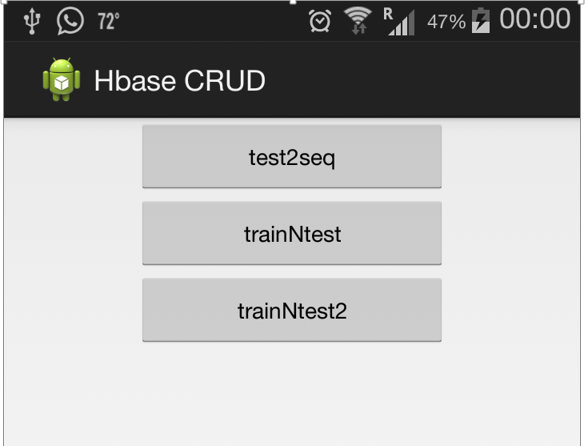 72°
R
47%
00:00
Hbase CRUD
test2seq
trainNtest
trainNtest2